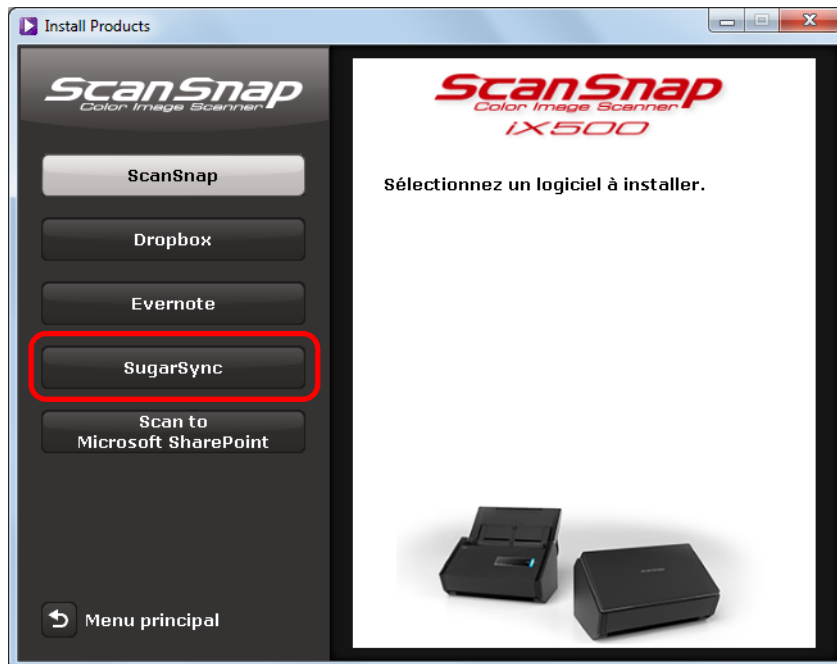 Install Products
ScanSnap
Color Image Scanner
ScanSnap
Dropbox
Evernote
SugarSync
Scan to
Microsoft SharePoint
Menu principal
ScanSnap
Color Image Scanner
iX500
Sélectionnez un logiciel à installer.